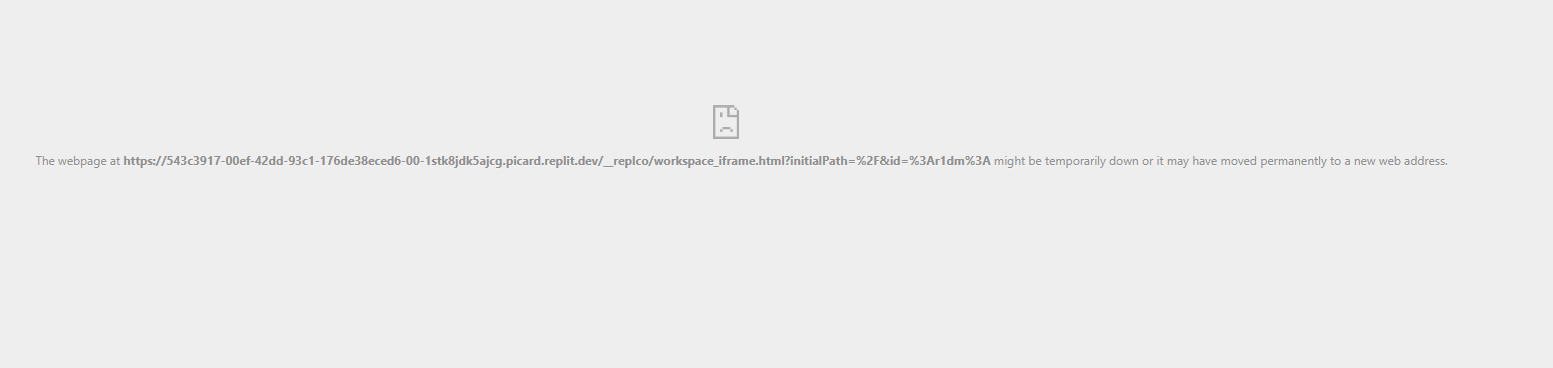 The webpage at https://543c3917-00ef-42dd-93c1-176de38eced6-00-1stk8jdk5ajcg.picard.replit.dev/__replco/workspace_iframe.html?initialPath=%2F&id=%3Ar1dm%3A might be temporarily down or it may have moved permanently to a new web address.